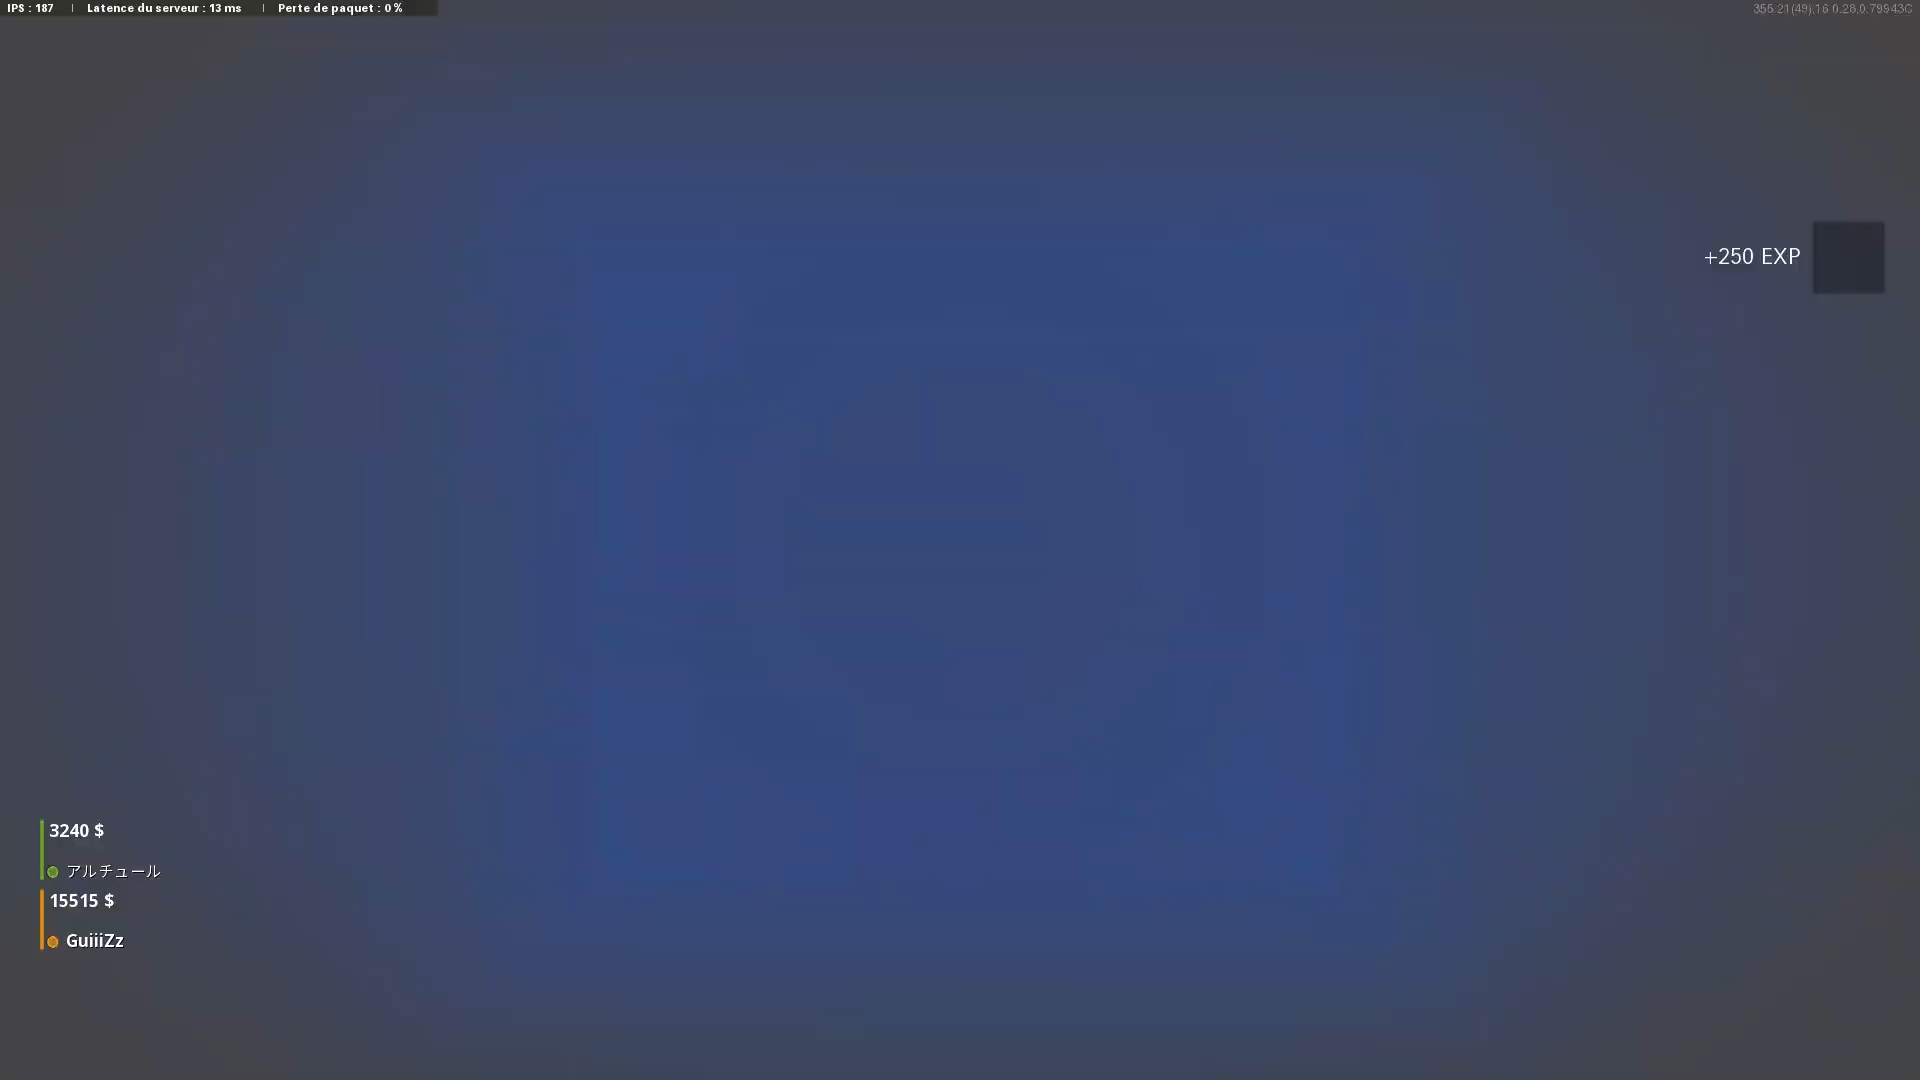 IPS : 187 | Latence du serveur : 13 ms | Perte de paquet : 0 %
+250 EXP
3240 $
アルチュール
15515 $
GuiiiZz